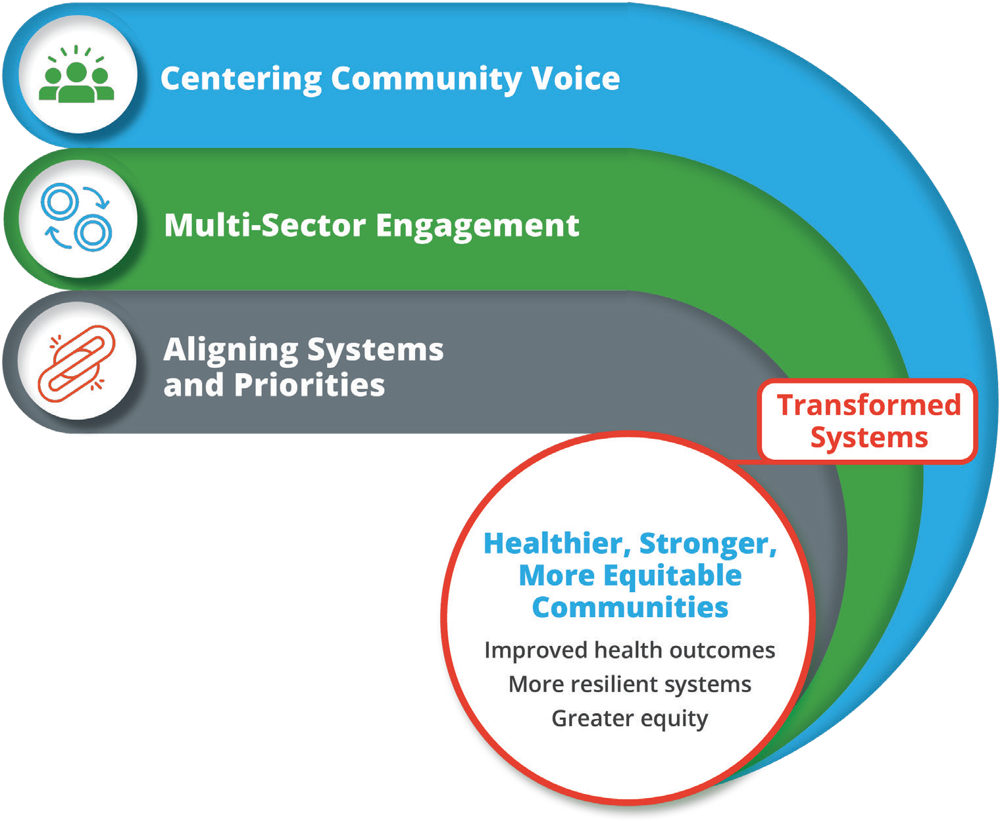 Centering Community Voice
Multi-Sector Engagement
Aligning Systems
and Priorities
Transformed
Systems
Healthier, Stronger,
More Equitable
Communities
Improved health outcomes
More resilient systems
Greater equity